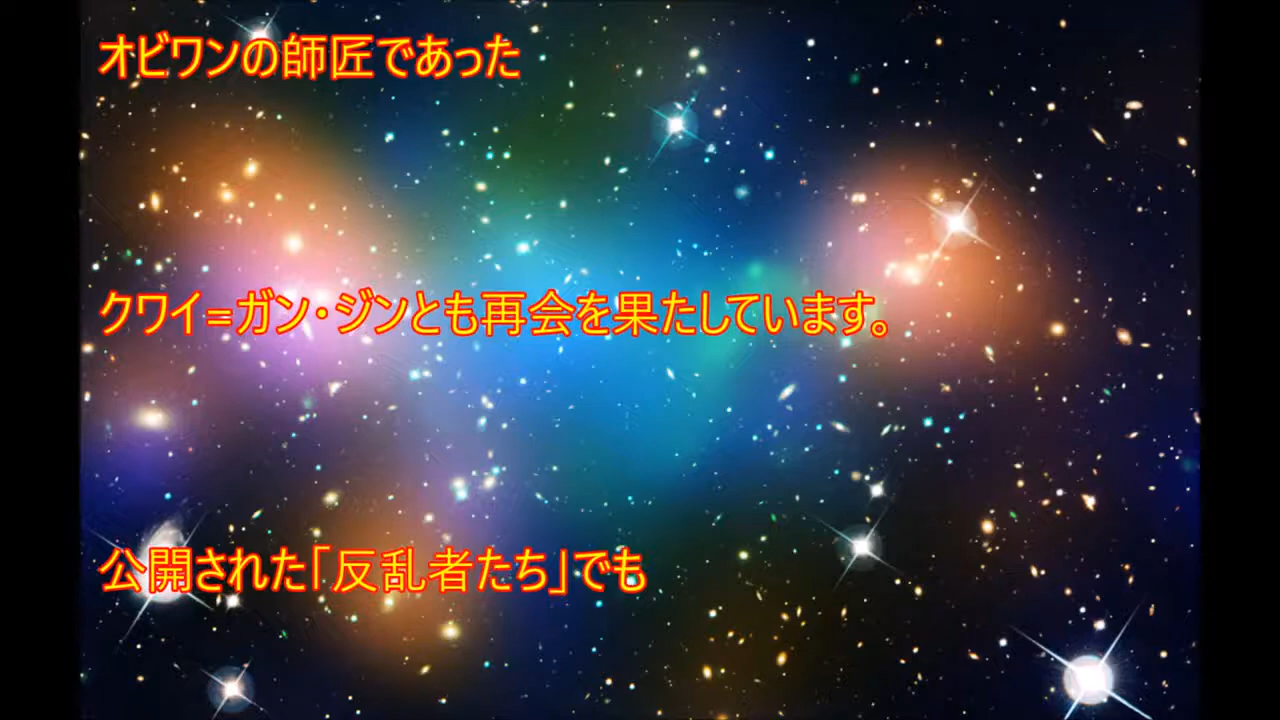 オビワンの師匠であった
クワイ=ガン・ジンとも再会を果たしています。
公開された「反乱者たち」でも